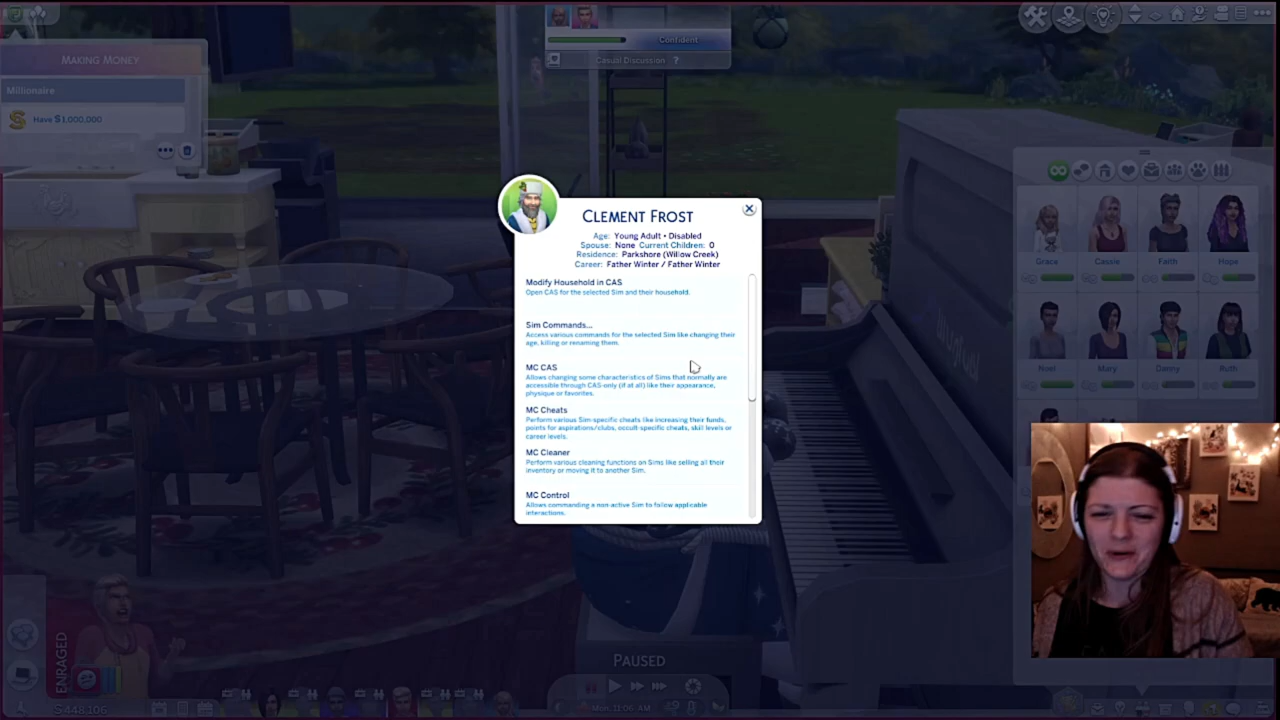 MAKING MONEY
Millionaire
Have $1,000,000
Confident
Casual Discussion ?
CLEMENT FROST
Age: Young Adult • Disabled
Spouse: None Current Children: 0
Residence: Parkshore (Willow Creek)
Career: Father Winter / Father Winter
Modify Household in CAS
Open CAS for the selected Sim and their household.
Sim Commands...
Access various commands for the selected Sim like changing their
age, killing or renaming them.
MC CAS
Allows changing some characteristics of Sims that normally are
accessible through CAS-only (if at all) like their appearance,
physique or favorites.
MC Cheats
Perform various Sim-specific cheats like increasing their funds,
points for aspirations/clubs, occult-specific cheats, skill levels or
career levels.
MC Cleaner
Perform various cleaning functions on Sims like selling all their
inventory or moving it to another Sim.
MC Control
Allows commanding a non-active Sim to follow applicable
interactions.
Grace Cassie Faith Hope
Noel Mary Danny Ruth
ENRAGED
PAUSED
Mon. 11:06 AM
$448,106